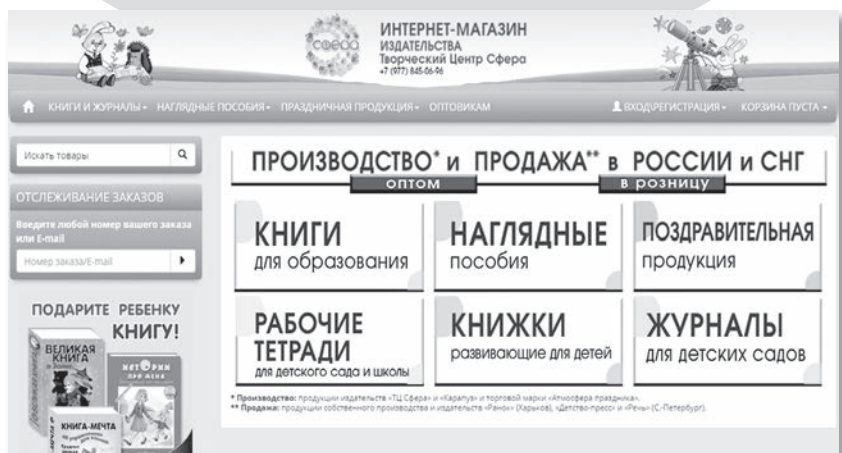 сфера
ИНТЕРНЕТ-МАГАЗИН
ИЗДАТЕЛЬСТВА
Творческий Центр Сфера
+7 (977) 845-06-96
КНИГИ И ЖУРНАЛЫ
НАГЛЯДНЫЕ ПОСОБИЯ
ПРАЗДНИЧНАЯ ПРОДУКЦИЯ
ОПТОВИКАМ
ВХОД\РЕГИСТРАЦИЯ
КОРЗИНА ПУСТА
Искать товары
ОТСЛЕЖИВАНИЕ ЗАКАЗОВ
Введите любой номер вашего заказа
или E-mail
Номер заказа/E-mail
ПОДАРИТЕ РЕБЕНКУ
КНИГУ!
ВЕЛИКАЯ
КНИГА
ИСТОРИИ
ПРО МЕНЯ
КНИГА-МЕЧТА
ПРОИЗВОДСТВО* и ПРОДАЖА** в РОССИИ и СНГ
оптом
в розницу
КНИГИ
для образования
НАГЛЯДНЫЕ
пособия
ПОЗДРАВИТЕЛЬНАЯ
продукция
РАБОЧИЕ
ТЕТРАДИ
для детского сада и школы
КНИЖКИ
развивающие для детей
ЖУРНАЛЫ
для детских садов
* Производство: продукции издательств «ТЦ Сфера» и «Карапуз» и торговой марки «Атмосфера праздника».
** Продажа: продукции собственного производства и издательств «Ранок» (Харьков), «Детство-пресс» и «Речь» (С.-Петербург).